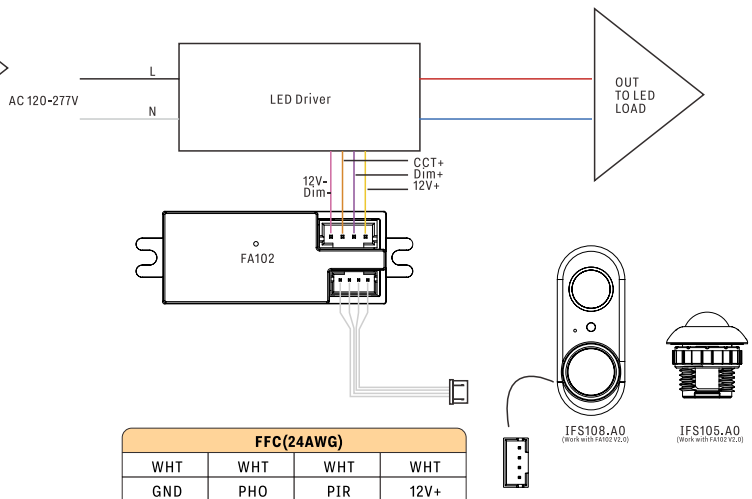 L
AC 120-277V
N
LED Driver
OUT
TO LED
LOAD
CCT+
Dim+
12V+
12V-
Dim-
FA102
IFS108.A0
(Work with FA102 V2.0)
IFS105.A0
(Work with FA102 V2.0)
FFC(24AWG)
WHT WHT WHT WHT
GND PHO PIR 12V+